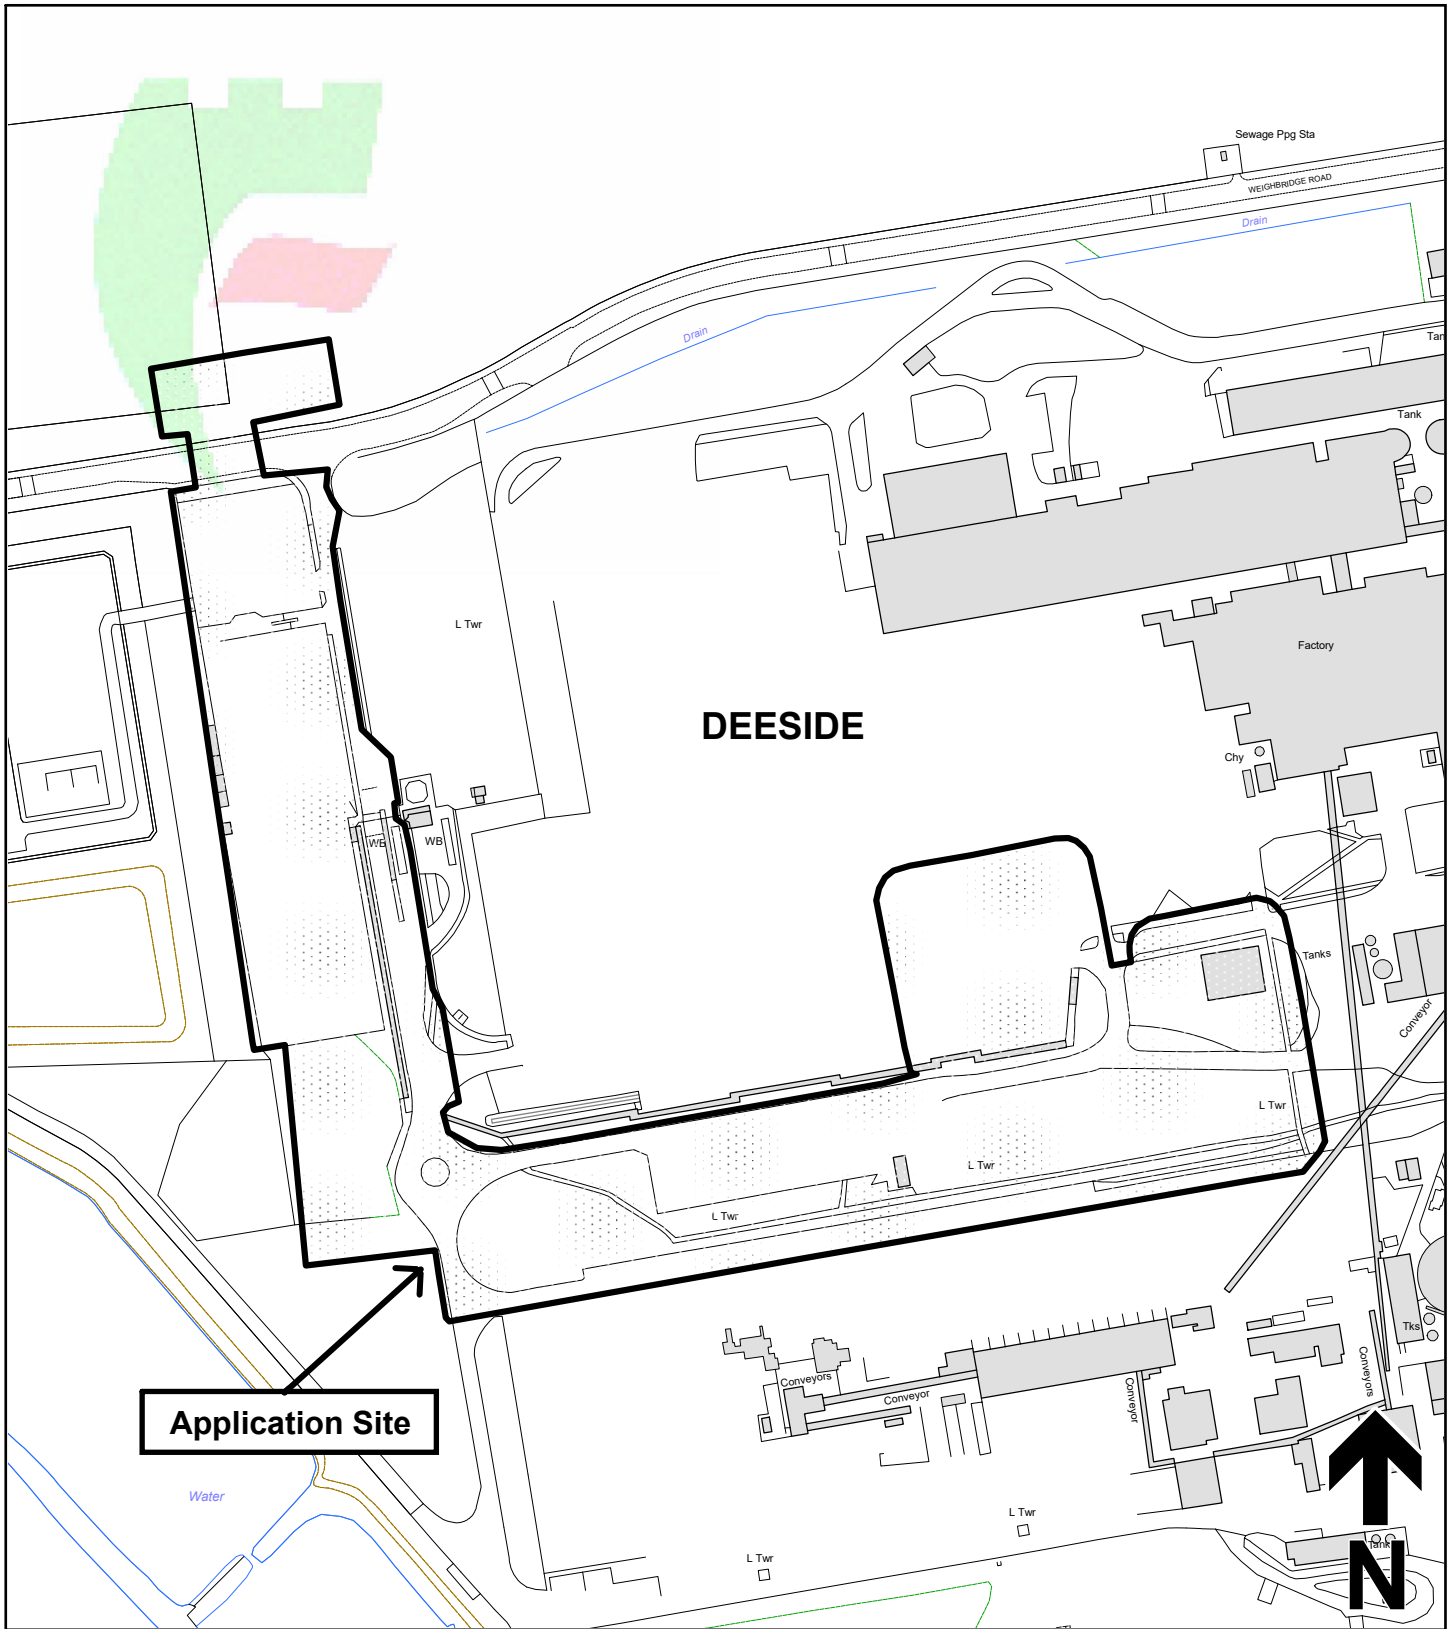 Sewage Ppg Sta
WEIGHBRIDGE ROAD
Drain
Drain
Tank
L Twr
Factory
DEESIDE
Chy
WB
WB
Tanks
Conveyor
L Twr
L Twr
L Twr
Application Site
Tks
Conveyors
Conveyors
Conveyor
Conveyor
Water
L Twr
L Twr
Tank
N